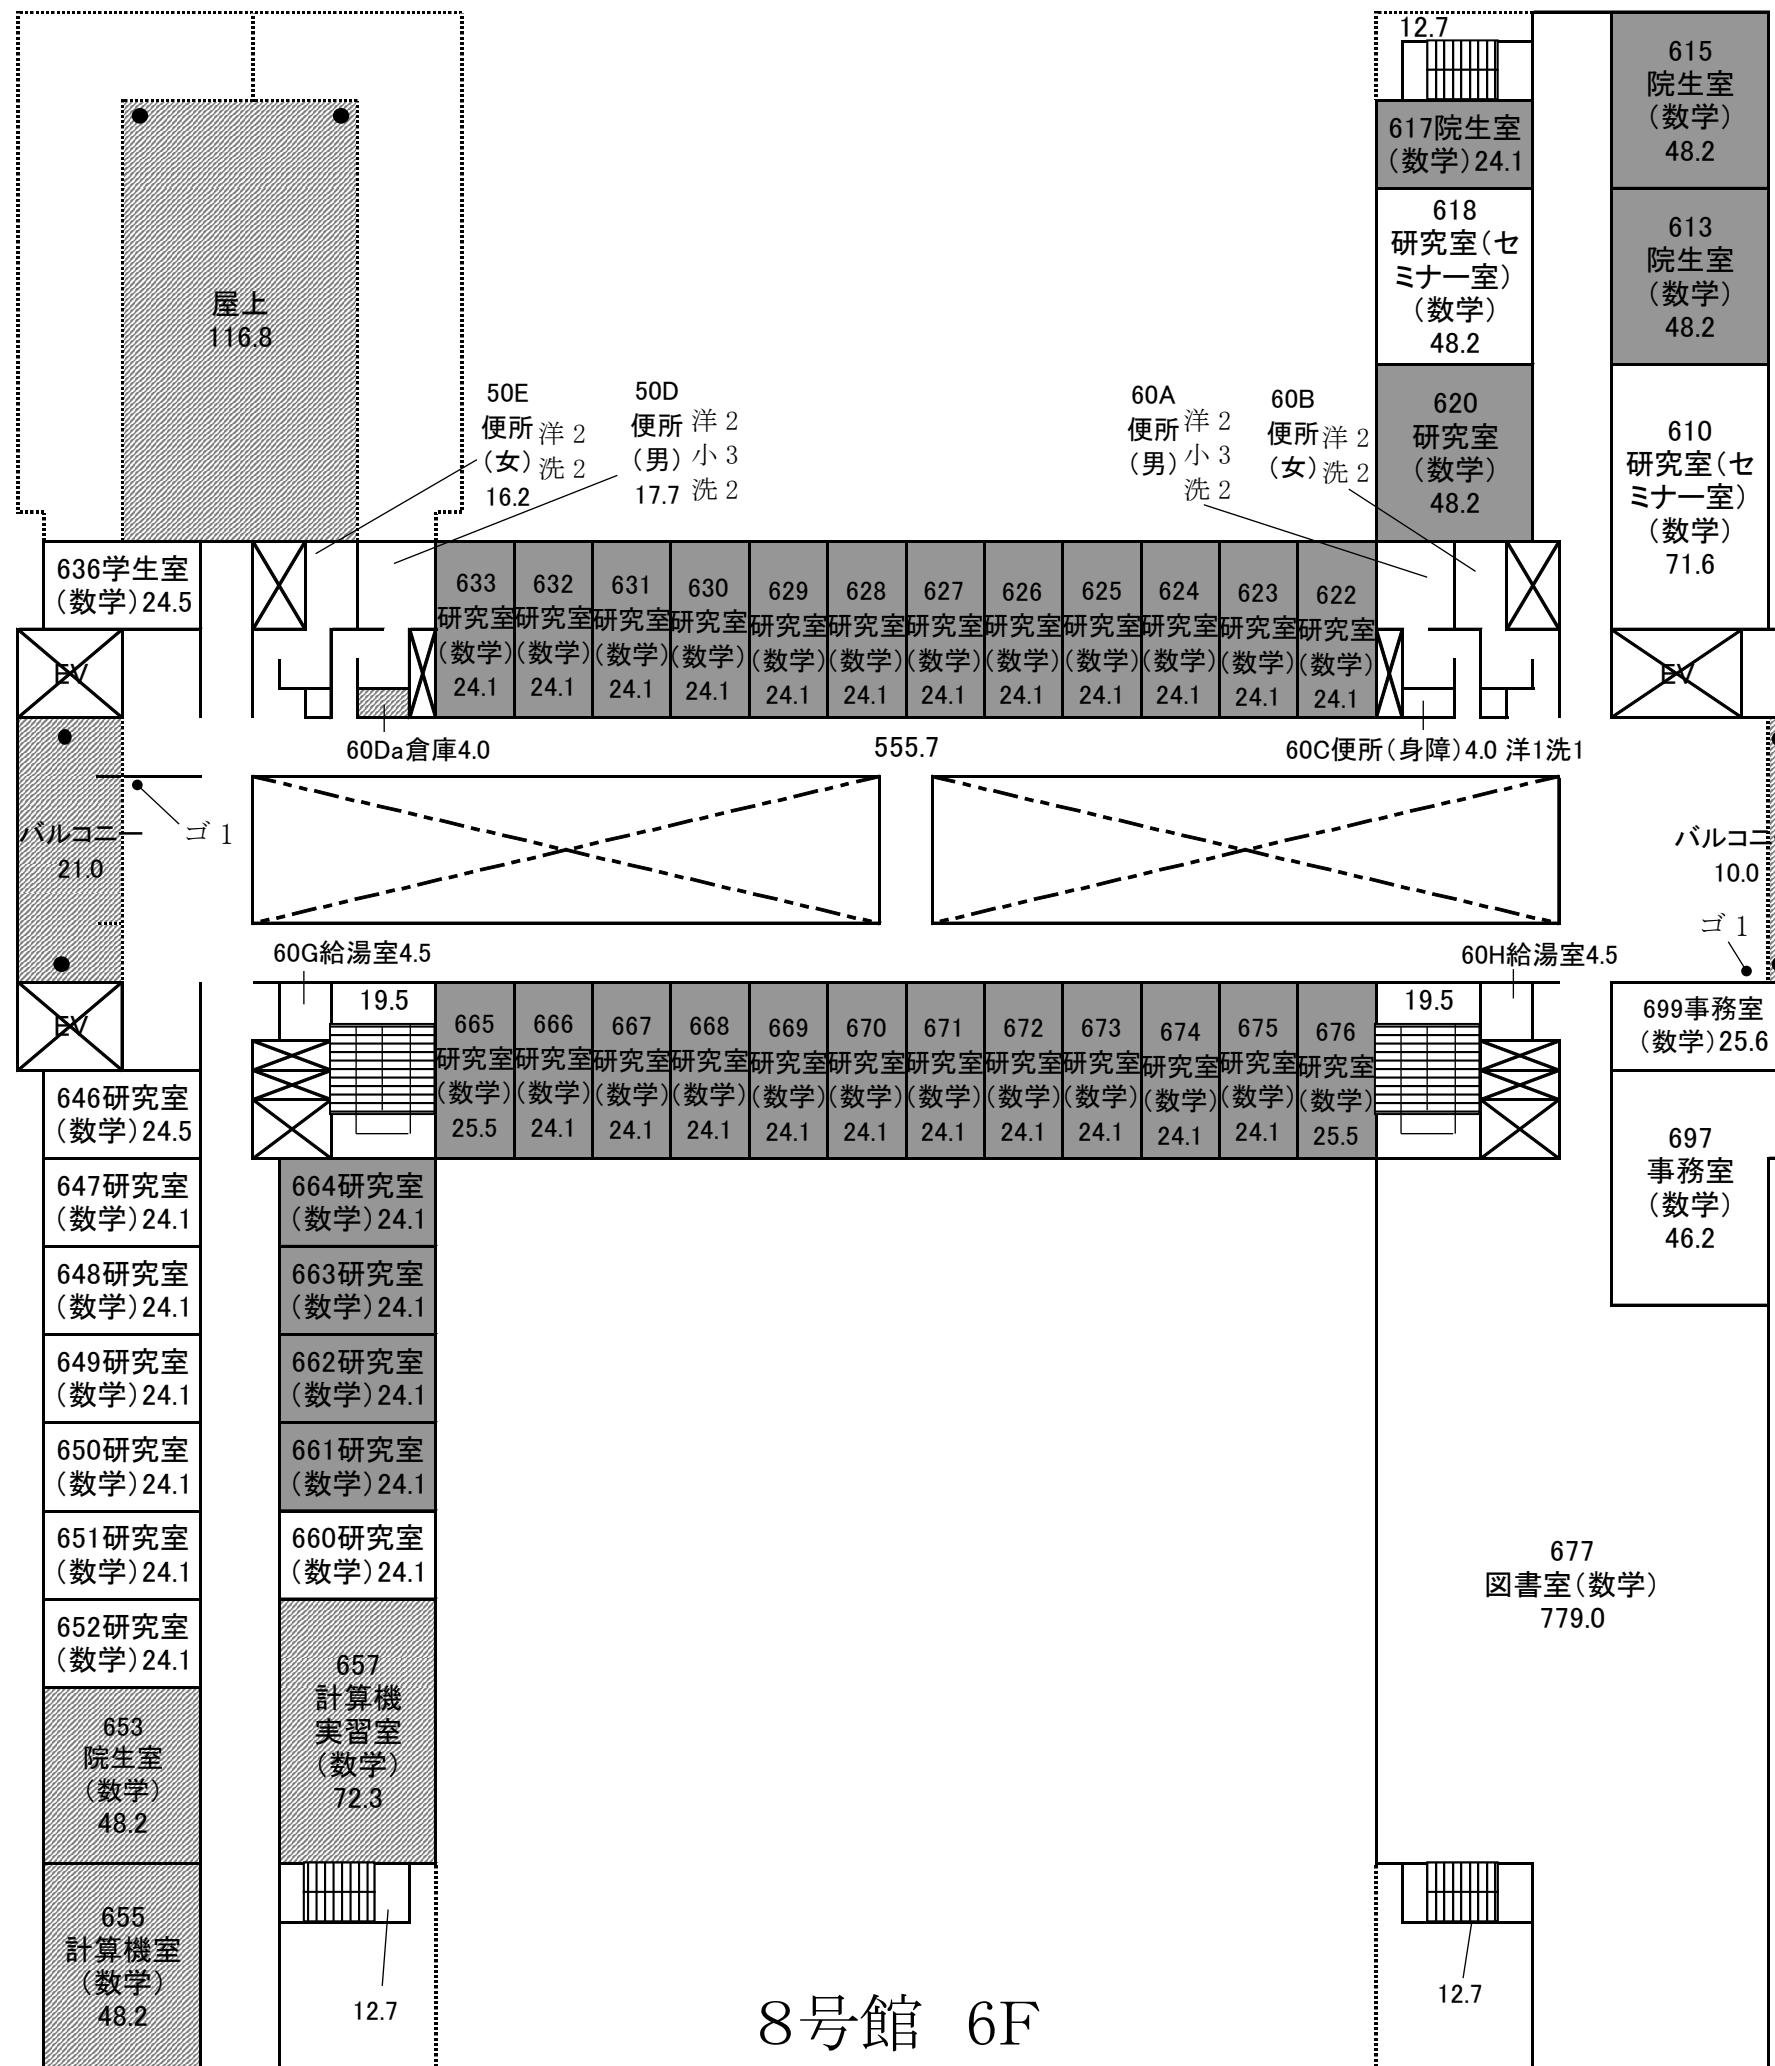 12.7
615
院生室
（数学）
48.2
617院生室
（数学）24.1
618
研究室（セ
ミナー室）
（数学）
48.2
613
院生室
（数学）
48.2
屋上
116.8
50E
便所
（女）
16.2
洋２
洗２
50D
便所
（男）
17.7
洋２
小３
洗２
60A
便所
（男）
洋２
小３
洗２
60B
便所
（女）
洋２
洗２
620
研究室
（数学）
48.2
610
研究室（セ
ミナー室）
（数学）
71.6
636学生室
（数学）24.5
633
研究室
（数学）
24.1
632
研究室
（数学）
24.1
631
研究室
（数学）
24.1
630
研究室
（数学）
24.1
629
研究室
（数学）
24.1
628
研究室
（数学）
24.1
627
研究室
（数学）
24.1
626
研究室
（数学）
24.1
625
研究室
（数学）
24.1
624
研究室
（数学）
24.1
623
研究室
（数学）
24.1
622
研究室
（数学）
24.1
EV
EV
60Da倉庫4.0
555.7
60C便所（身障）4.0 洋1洗1
バルコニー
21.0
ゴ１
バルコニ
10.0
ゴ１
60G給湯室4.5
60H給湯室4.5
EV
19.5
665
研究室
（数学）
25.5
666
研究室
（数学）
24.1
667
研究室
（数学）
24.1
668
研究室
（数学）
24.1
669
研究室
（数学）
24.1
670
研究室
（数学）
24.1
671
研究室
（数学）
24.1
672
研究室
（数学）
24.1
673
研究室
（数学）
24.1
674
研究室
（数学）
24.1
675
研究室
（数学）
24.1
676
研究室
（数学）
25.5
19.5
699事務室
（数学）25.6
646研究室
（数学）24.5
697
事務室
（数学）
46.2
647研究室
（数学）24.1
664研究室
（数学）24.1
648研究室
（数学）24.1
663研究室
（数学）24.1
649研究室
（数学）24.1
662研究室
（数学）24.1
650研究室
（数学）24.1
661研究室
（数学）24.1
651研究室
（数学）24.1
660研究室
（数学）24.1
677
図書室（数学）
779.0
652研究室
（数学）24.1
657
計算機
実習室
（数学）
72.3
653
院生室
（数学）
48.2
655
計算機室
（数学）
48.2
12.7
12.7
８号館　6F